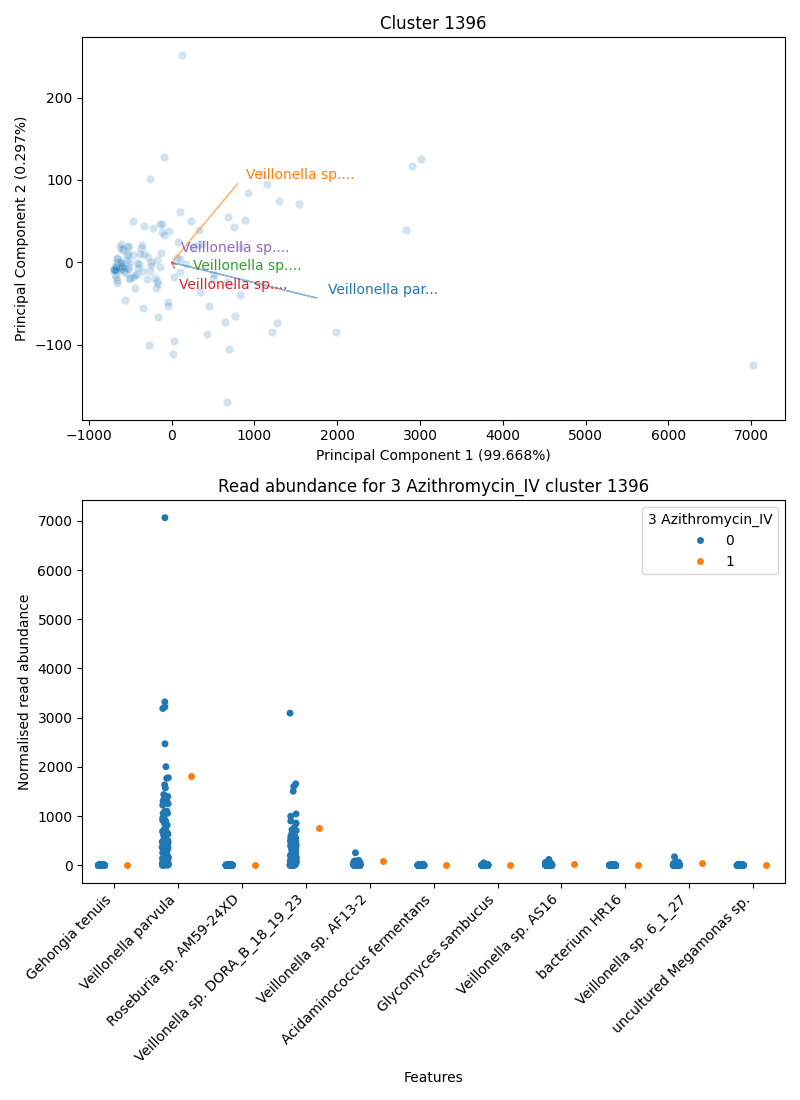 Cluster 1396
200
100
0
−100
Principal Component 2 (0.297%)
Veillonella sp....
Veillonella sp....
Veillonella sp....
Veillonella sp....
Veillonella par...
−1000 0 1000 2000 3000 4000 5000 6000 7000
Principal Component 1 (99.668%)
Read abundance for 3 Azithromycin_IV cluster 1396
3 Azithromycin_IV
0
1
7000
6000
5000
4000
3000
2000
1000
0
Normalised read abundance
Gehongia tenuis
Veillonella parvula
Roseburia sp. AM59-24XD
Veillonella sp. DORA_B_18_19_23
Veillonella sp. AF13-2
Acidaminococcus fermentans
Glycomyces sambucus
Veillonella sp. AS16
bacterium HR16
Veillonella sp. 6_1_27
uncultured Megamonas sp.
Features